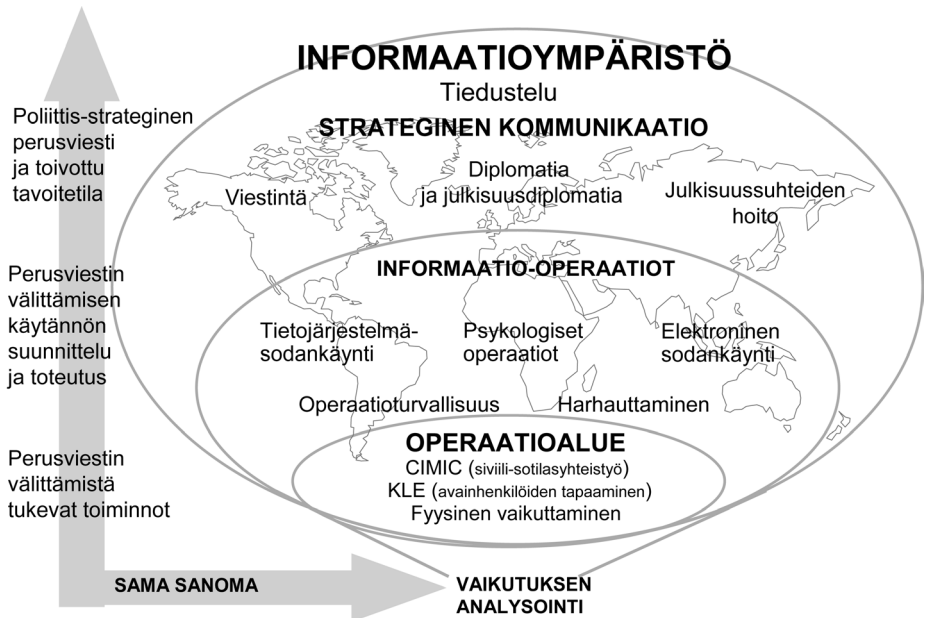 INFORMAATIOYMPÄRISTÖ
Tiedustelu
STRATEGINEN KOMMUNIKAATIO
Poliittis-strateginen
perusviesti
ja toivottu
tavoitetila
Viestintä
Diplomatia
ja julkisuusdiplomatia
Julkisuussuhteiden
hoito
INFORMAATIO-OPERAATIOT
Perusviestin
välittämisen
käytännön
suunnittelu
ja toteutus
Tietojärjestelmä-
sodankäynti
Psykologiset
operaatiot
Elektroninen
sodankäynti
Operaatioturvallisuus
Harhauttaminen
OPERAATIOALUE
CIMIC (siviili-sotilasyhteistyö)
KLE (avainhenkilöiden tapaaminen)
Fyysinen vaikuttaminen
Perusviestin
välittämistä
tukevat toiminnot
SAMA SANOMA
VAIKUTUKSEN
ANALYSOINTI